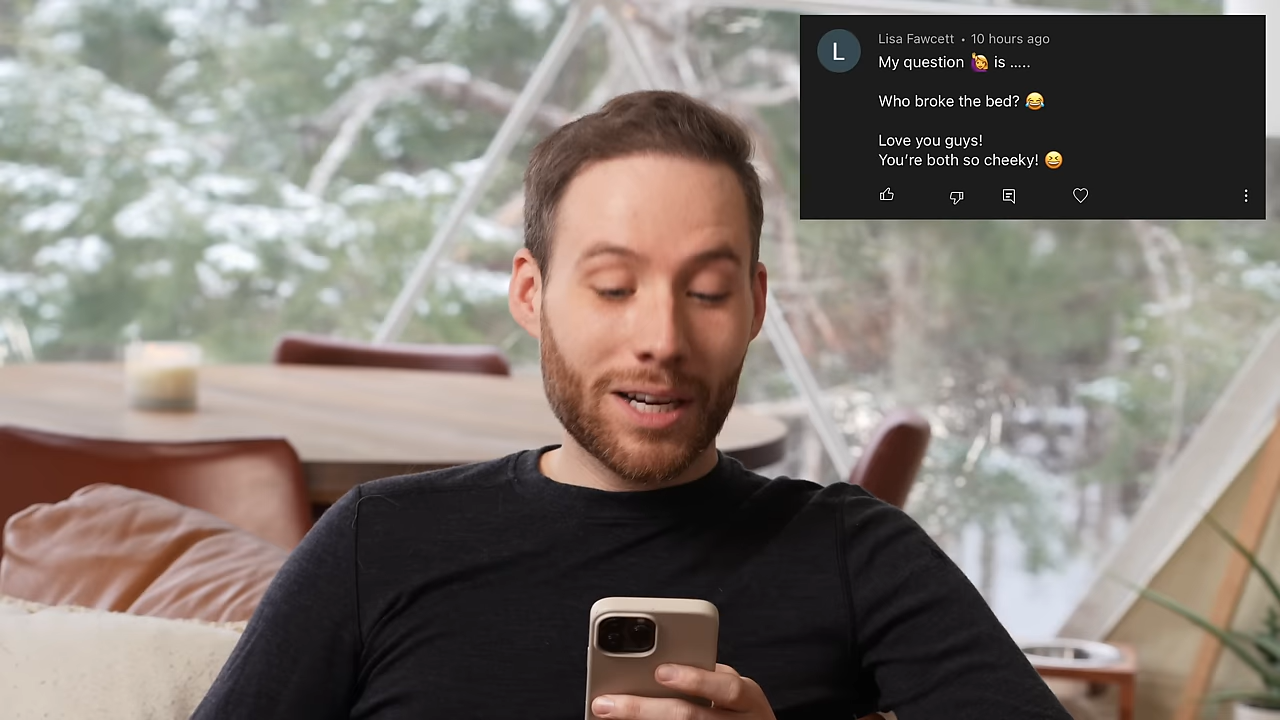 L
Lisa Fawcett • 10 hours ago
My question 🙋‍♀️ is .....
Who broke the bed? 😂
Love you guys!
You're both so cheeky! 😆